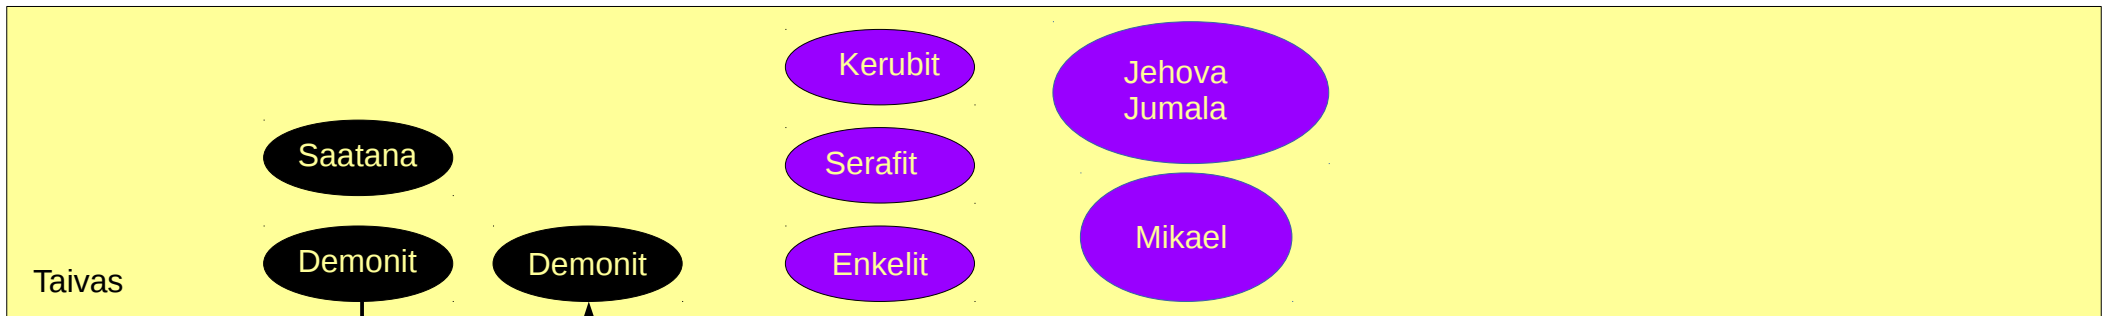 Kerubit
Jehova
Jumala
Saatana
Serafit
Mikael
Demonit
Demonit
Enkelit
Taivas